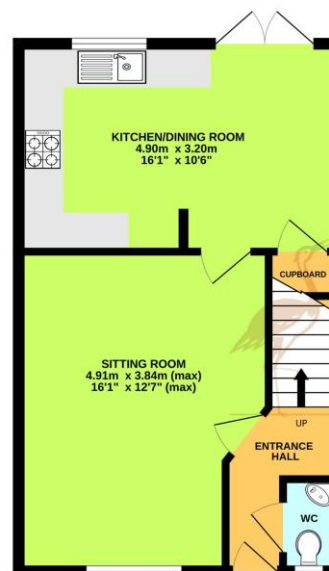 KITCHEN/DINING ROOM
4.90m x 3.20m
16'1" x 10'6"
CUPBOARD
SITTING ROOM
4.91m x 3.84m (max)
16'1" x 12'7" (max)
UP
ENTRANCE
HALL
WC